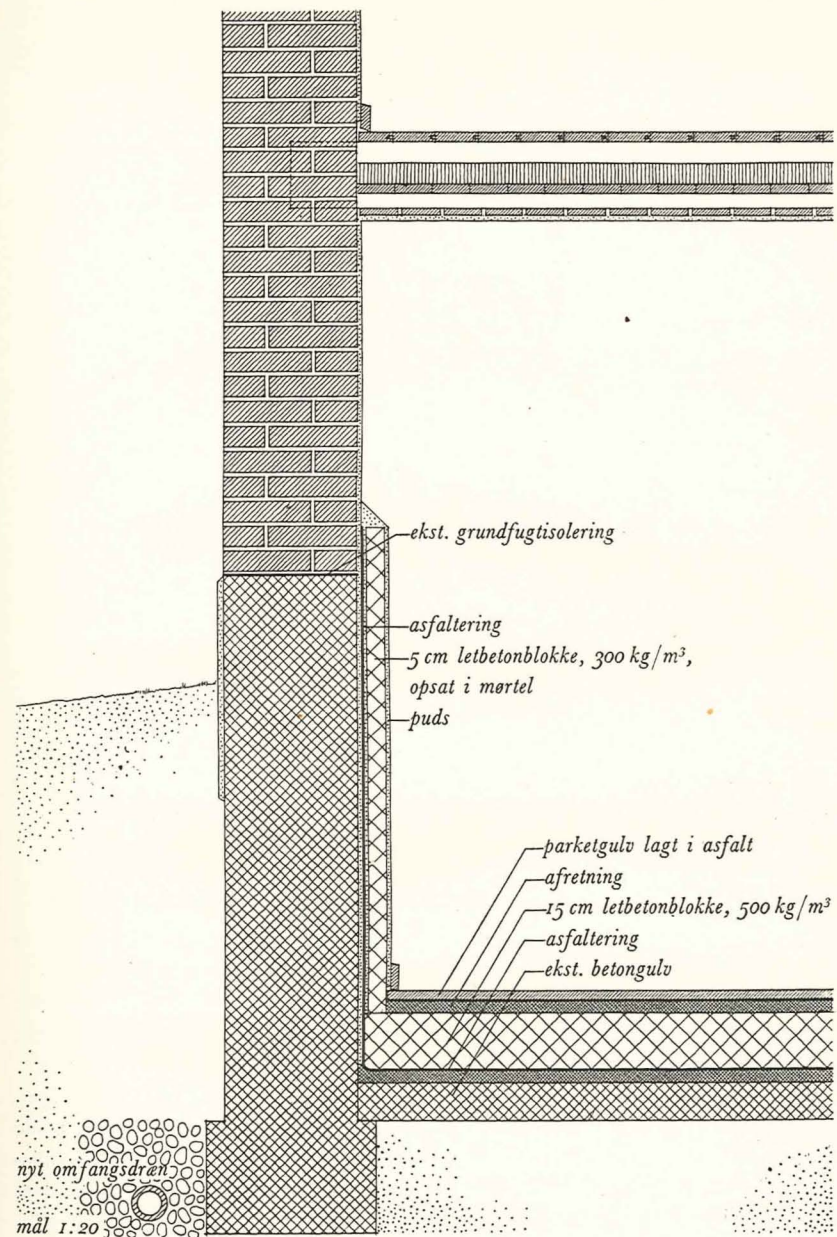 ekst. grundfugtisolering
asfaltering
5 cm letbetonblokke, 300 kg/m³,
opsat i mørtel
puds
parketgulv lagt i asfalt
afretning
15 cm letbetonblokke, 500 kg/m³
asfaltering
ekst. betongulv
nyt omfangsdræn
mål 1:20